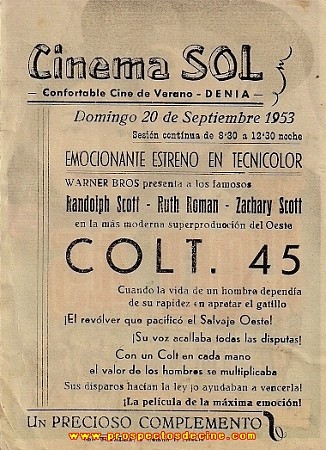 Cinema SOL
Confortable Cine de Verano - DENIA
Domingo 20 de Septiembre 1953
Sesión contínua de 8'30 a 12'30 noche
EMOCIONANTE ESTRENO EN TECNICOLOR
WARNER BROS presenta a los famosos
Randolph Scott - Ruth Roman - Zachary Scott
en la más moderna superproducion del Oeste
COLT. 45
Cuando la vida de un hombre dependía
de su rapidez en apretar el gatillo
¡El revólver que pacificó el Salvaje Oeste!
¡Su voz acallaba todas las disputas!
Con un Colt en cada mano
el valor de los hombres se multiplicaba
Sus disparos hacían la ley ¡o ayudaban a vencerla!
¡La película de la máxima emoción!
UN PRECIOSO COMPLEMENTO
www.prospectosdecine.com